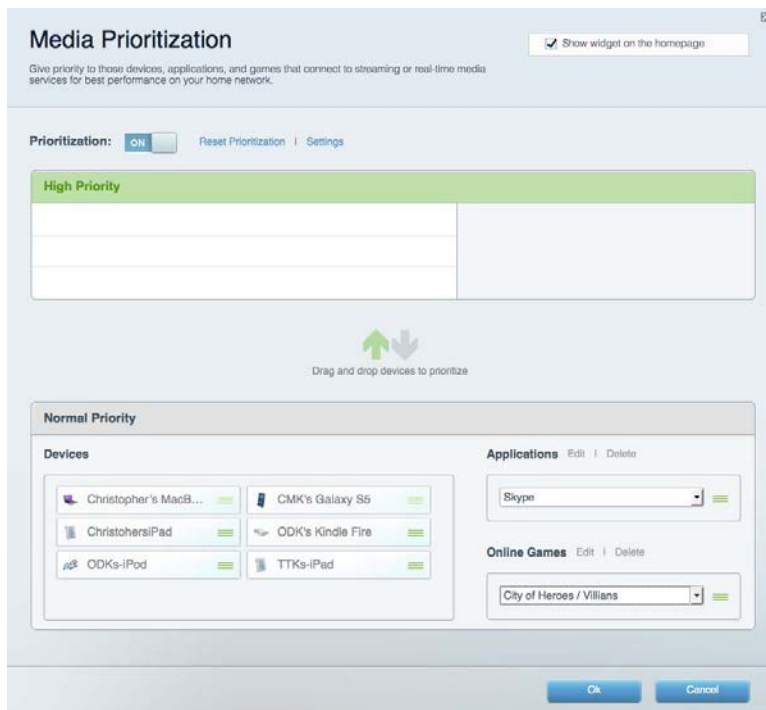 Media Prioritization
Show widget on the homepage
Give priority to those devices, applications, and games that connect to streaming or real-time media
services for best performance on your home network.
Prioritization: ON Reset Prioritization | Settings
High Priority
Drag and drop devices to prioritize
Normal Priority
Devices
Christopher's MacB...
CMK's Galaxy S5
ChristohersiPad
ODK's Kindle Fire
ODKs-iPod
TTKs-iPad
Applications Edit | Delete
Skype
Online Games Edit | Delete
City of Heroes / Villians
Ok
Cancel